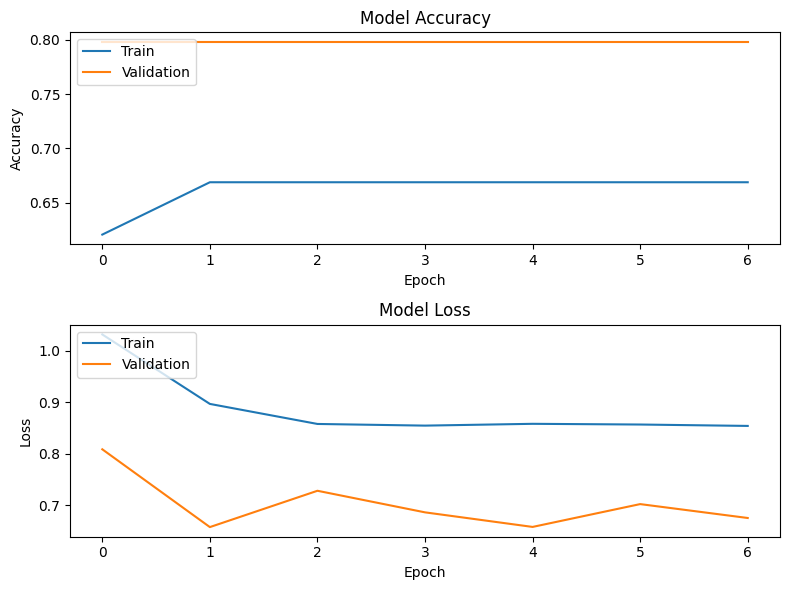 Model Accuracy
Train
Validation
0.80
0.75
0.70
0.65
Accuracy
0 1 2 3 4 5 6
Epoch
Model Loss
Train
Validation
1.0
0.9
0.8
0.7
Loss
0 1 2 3 4 5 6
Epoch